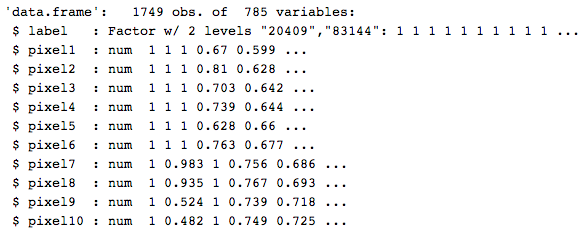 'data.frame':   1749 obs. of  785 variables:
 $ label   : Factor w/ 2 levels "20409","83144": 1 1 1 1 1 1 1 1 1 1 ...
 $ pixel1  : num  1 1 1 0.67 0.599 ...
 $ pixel2  : num  1 1 1 0.81 0.628 ...
 $ pixel3  : num  1 1 1 0.703 0.642 ...
 $ pixel4  : num  1 1 1 0.739 0.644 ...
 $ pixel5  : num  1 1 1 0.628 0.66 ...
 $ pixel6  : num  1 1 1 0.763 0.677 ...
 $ pixel7  : num  1 0.983 1 0.756 0.686 ...
 $ pixel8  : num  1 0.935 1 0.767 0.693 ...
 $ pixel9  : num  1 0.524 1 0.739 0.718 ...
 $ pixel10 : num  1 0.482 1 0.749 0.725 ...